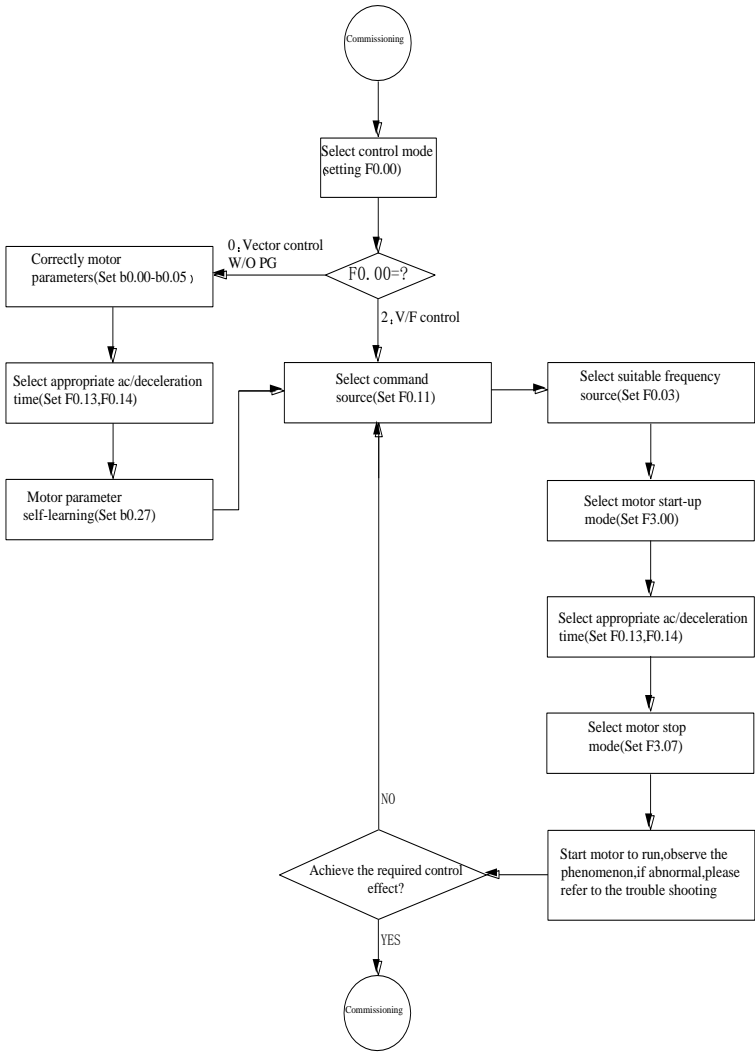 Commissioning
Select control mode
(setting F0.00)
0:Vector control
W/O PG
F0.00=?
Correctly motor
parameters(Set b0.00-b0.05 )
2:V/F control
Select appropriate ac/deceleration
time(Set F0.13,F0.14)
Motor parameter
self-learning(Set b0.27)
Select command
source(Set F0.11)
Select suitable frequency
source(Set F0.03)
Select motor start-up
mode(Set F3.00)
Select appropriate ac/deceleration
time(Set F0.13,F0.14)
Select motor stop
mode(Set F3.07)
Start motor to run,observe the
phenomenon,if abnormal,please
refer to the trouble shooting
NO
Achieve the required control
effect?
YES
Commissioning